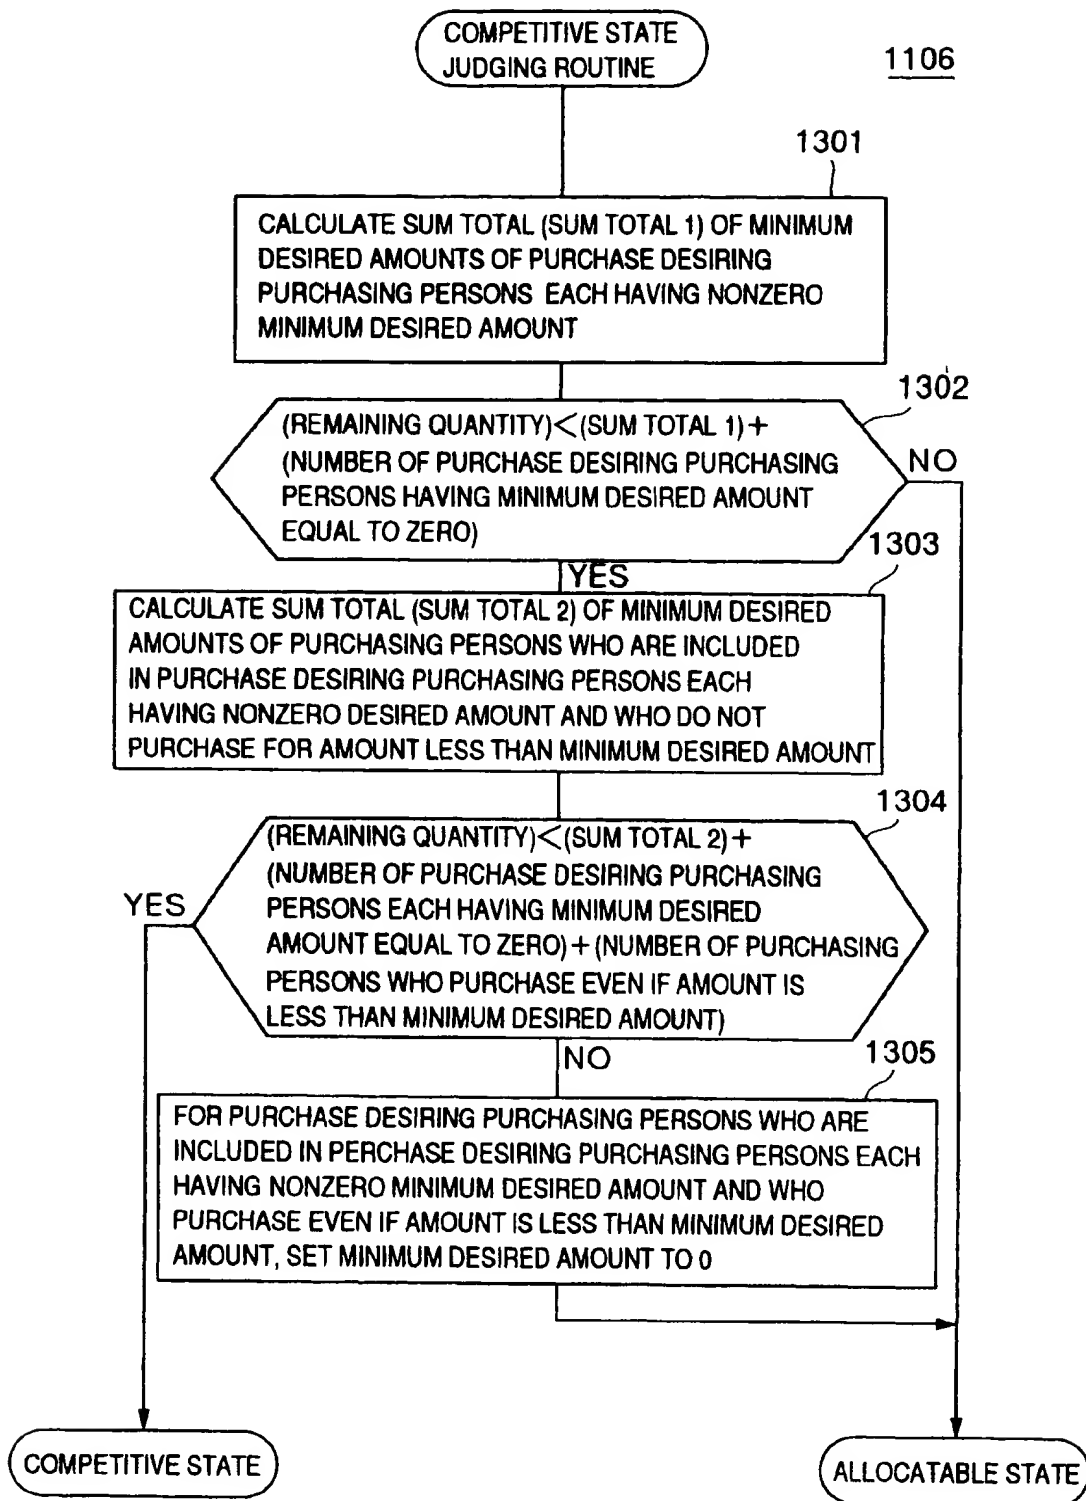 COMPETITIVE STATE
JUDGING ROUTINE
1106
1301
CALCULATE SUM TOTAL (SUM TOTAL 1) OF MINIMUM
DESIRED AMOUNTS OF PURCHASE DESIRING
PURCHASING PERSONS EACH HAVING NONZERO
MINIMUM DESIRED AMOUNT
1302
(REMAINING QUANTITY)<(SUM TOTAL 1)+
(NUMBER OF PURCHASE DESIRING PURCHASING
PERSONS HAVING MINIMUM DESIRED AMOUNT
EQUAL TO ZERO)
NO
YES
1303
CALCULATE SUM TOTAL (SUM TOTAL 2) OF MINIMUM DESIRED
AMOUNTS OF PURCHASING PERSONS WHO ARE INCLUDED
IN PURCHASE DESIRING PURCHASING PERSONS EACH
HAVING NONZERO DESIRED AMOUNT AND WHO DO NOT
PURCHASE FOR AMOUNT LESS THAN MINIMUM DESIRED AMOUNT
1304
(REMAINING QUANTITY)<(SUM TOTAL 2)+
(NUMBER OF PURCHASE DESIRING PURCHASING
PERSONS EACH HAVING MINIMUM DESIRED
AMOUNT EQUAL TO ZERO)+(NUMBER OF PURCHASING
PERSONS WHO PURCHASE EVEN IF AMOUNT IS
LESS THAN MINIMUM DESIRED AMOUNT)
YES
NO
1305
FOR PURCHASE DESIRING PURCHASING PERSONS WHO ARE
INCLUDED IN PERCHASE DESIRING PURCHASING PERSONS EACH
HAVING NONZERO MINIMUM DESIRED AMOUNT AND WHO
PURCHASE EVEN IF AMOUNT IS LESS THAN MINIMUM DESIRED
AMOUNT, SET MINIMUM DESIRED AMOUNT TO 0
COMPETITIVE STATE
ALLOCATABLE STATE